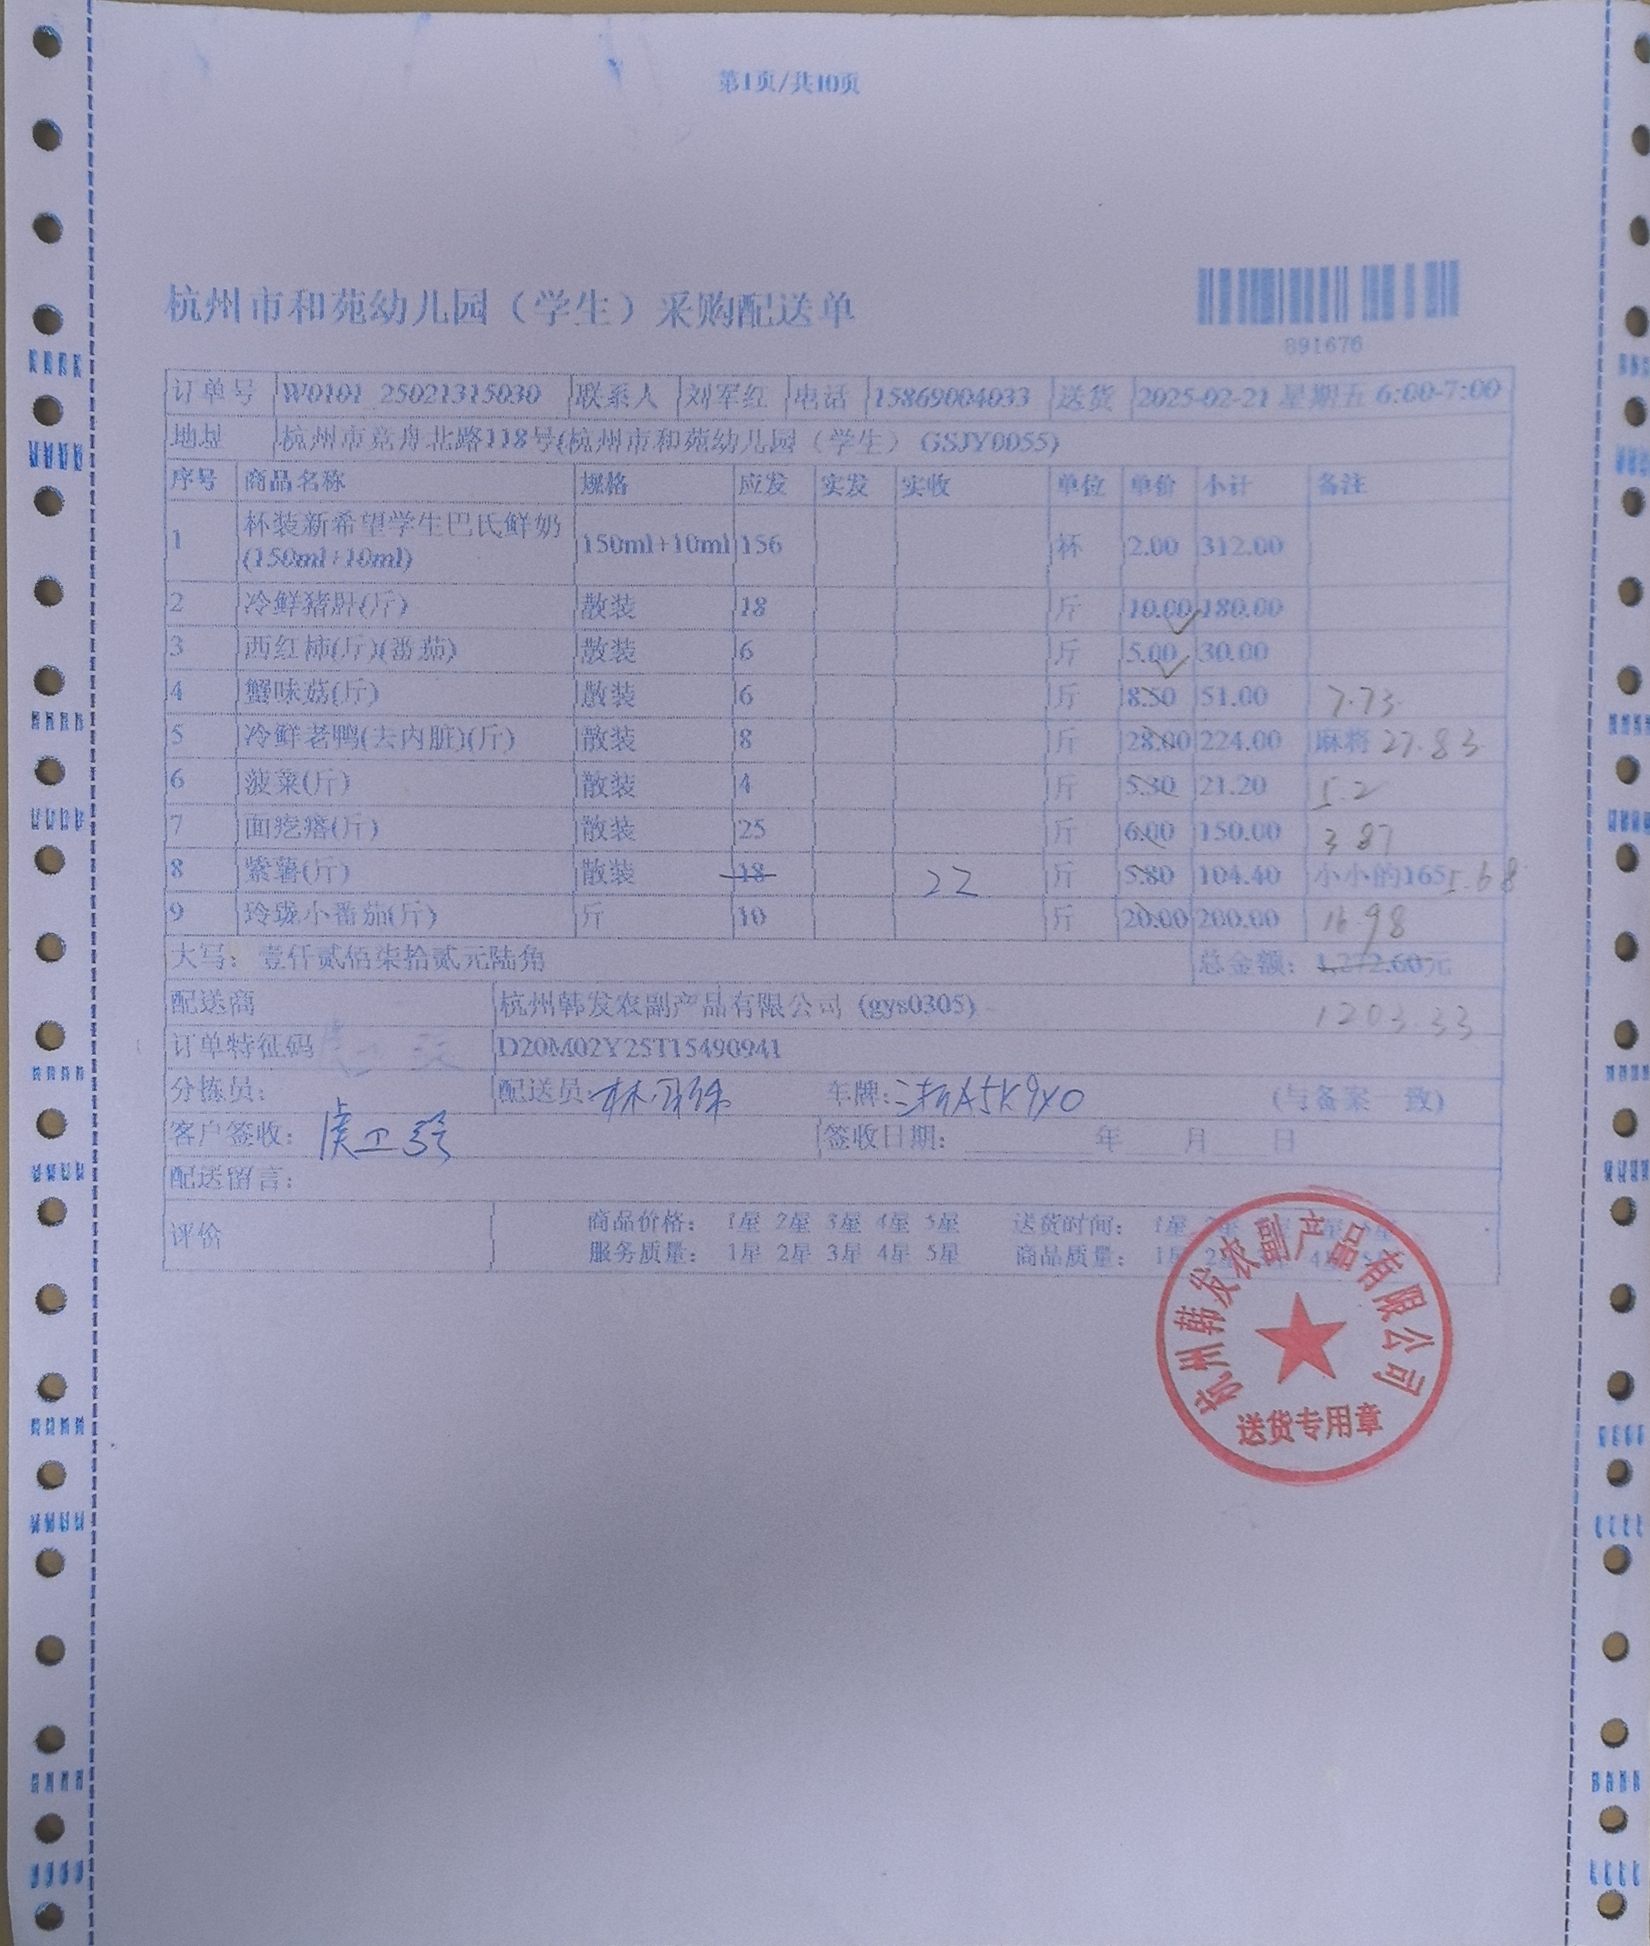 第1页/共10页
杭州市和苑幼儿园（学生）采购配送单
891676
订单号 W0101 25021315030 联系人 刘军红 电话 15869004033 送货 2025-02-21 星期五 6:00-7:00
地址 杭州市竞舟北路118号(杭州市和苑幼儿园（学生） GSJY0055)
序号 商品名称 规格 应发 实发 实收 单位 单价 小计 备注
1 杯装新希望学生巴氏鲜奶 150ml+10ml 156 杯 2.00 312.00
(150ml+10ml)
2 冷鲜猪肝(斤) 散装 18 斤 10.00 180.00
3 西红柿(斤)(番茄) 散装 6 斤 5.00 30.00
4 蟹味菇(斤) 散装 6 斤 8.50 51.00 7.73
5 冷鲜老鸭(去内脏)(斤) 散装 8 斤 28.00 224.00 麻将 27.83
6 菠菜(斤) 散装 4 斤 5.30 21.20 5.2
7 面疙瘩(斤) 散装 25 斤 6.00 150.00 3.87
8 紫薯(斤) 散装 18 22 斤 5.80 104.40 小小的165 5.68
9 玲珑小番茄(斤) 斤 10 斤 20.00 200.00 16.98
大写：壹仟贰佰柒拾贰元陆角 总金额：1,272.60元
配送商 杭州韩发农副产品有限公司 (gys0305) 1203.33
订单特征码 D20M02Y25T15490941
分拣员： 配送员: 车牌: 浙A5K9Y0 (与备案一致)
客户签收： 签收日期： 年 月 日
配送留言：
评价 商品价格： 1星 2星 3星 4星 5星 送货时间： 1星
服务质量： 1星 2星 3星 4星 5星 商品质量：
杭州韩发农副产品有限公司
送货专用章